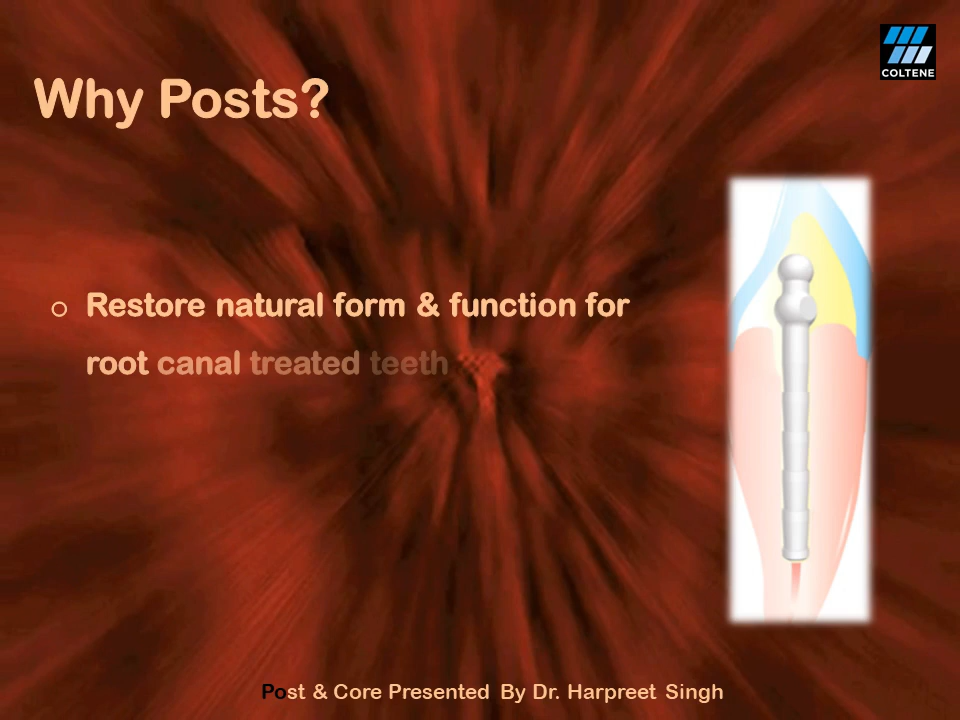 COLTENE
Why Posts?
o Restore natural form & function for
root canal treated teeth
Post & Core Presented By Dr. Harpreet Singh